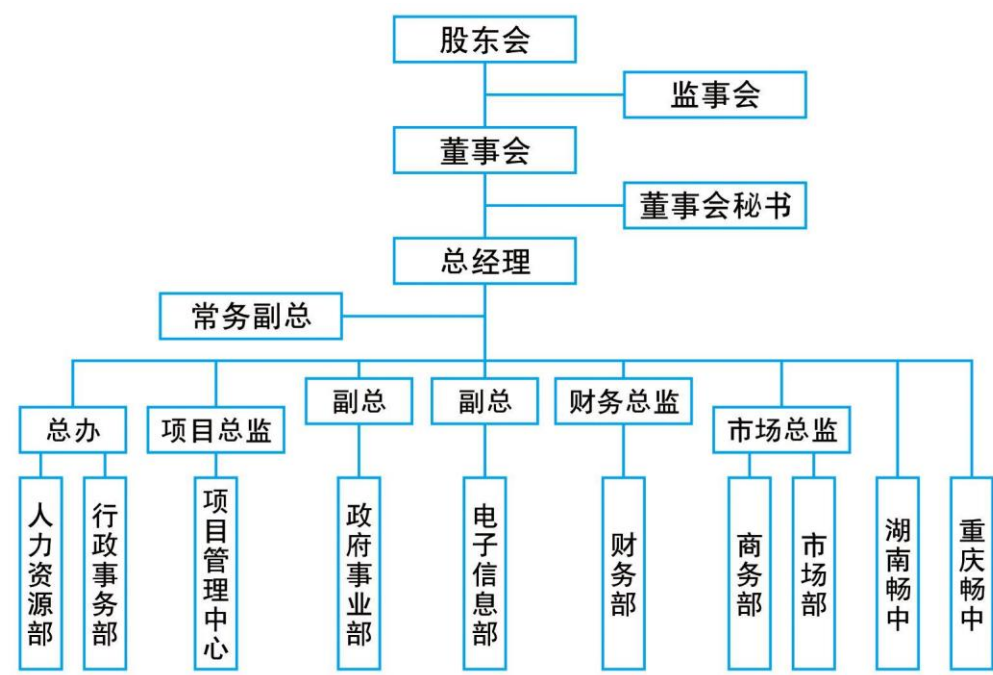 股东会
监事会
董事会
董事会秘书
总经理
常务副总
总办
项目总监
副总
副总
财务总监
市场总监
人力资源部
行政事务部
项目管理中心
政府事业部
电子信息部
财务部
商务部
市场部
湖南畅中
重庆畅中